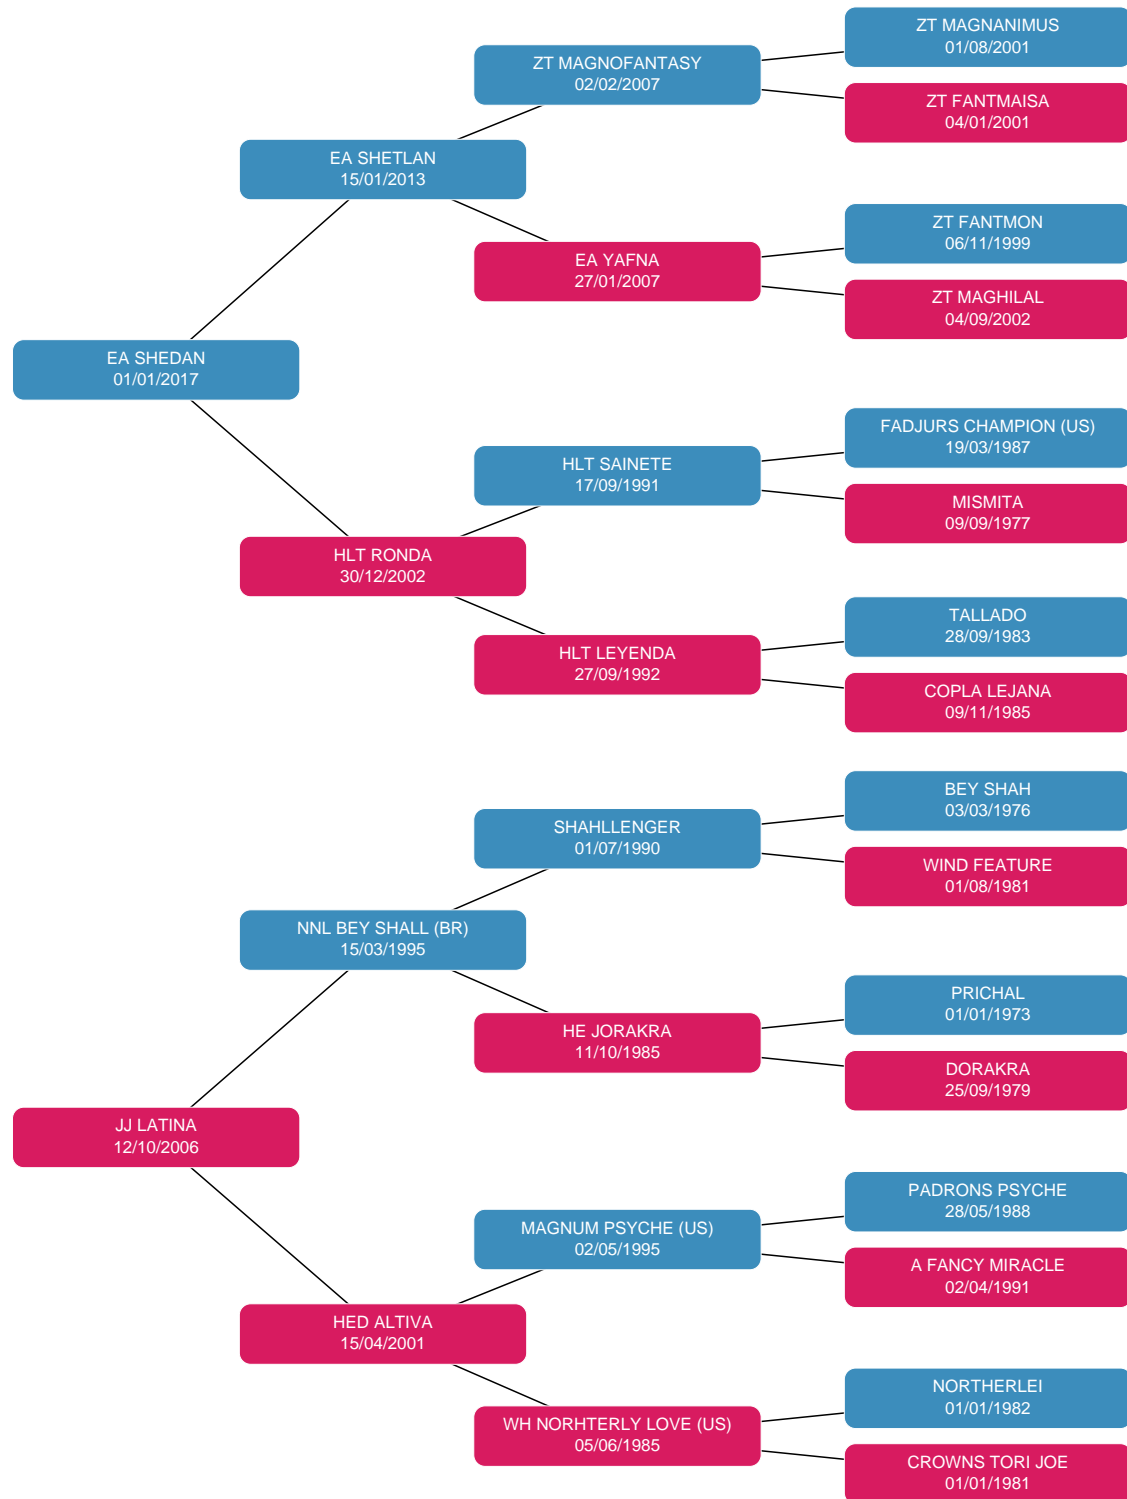 ZT MAGNANIMUS
01/08/2001
ZT MAGNOFANTASY
02/02/2007
ZT FANTMAISA
04/01/2001
EA SHETLAN
15/01/2013
ZT FANTMON
06/11/1999
EA YAFNA
27/01/2007
ZT MAGHILAL
04/09/2002
EA SHEDAN
01/01/2017
FADJURS CHAMPION (US)
19/03/1987
HLT SAINETE
17/09/1991
MISMITA
09/09/1977
HLT RONDA
30/12/2002
TALLADO
28/09/1983
HLT LEYENDA
27/09/1992
COPLA LEJANA
09/11/1985
BEY SHAH
03/03/1976
SHAHLLENGER
01/07/1990
WIND FEATURE
01/08/1981
NNL BEY SHALL (BR)
15/03/1995
PRICHAL
01/01/1973
HE JORAKRA
11/10/1985
DORAKRA
25/09/1979
JJ LATINA
12/10/2006
PADRONS PSYCHE
28/05/1988
MAGNUM PSYCHE (US)
02/05/1995
A FANCY MIRACLE
02/04/1991
HED ALTIVA
15/04/2001
NORTHERLEI
01/01/1982
WH NORHTERLY LOVE (US)
05/06/1985
CROWNS TORI JOE
01/01/1981